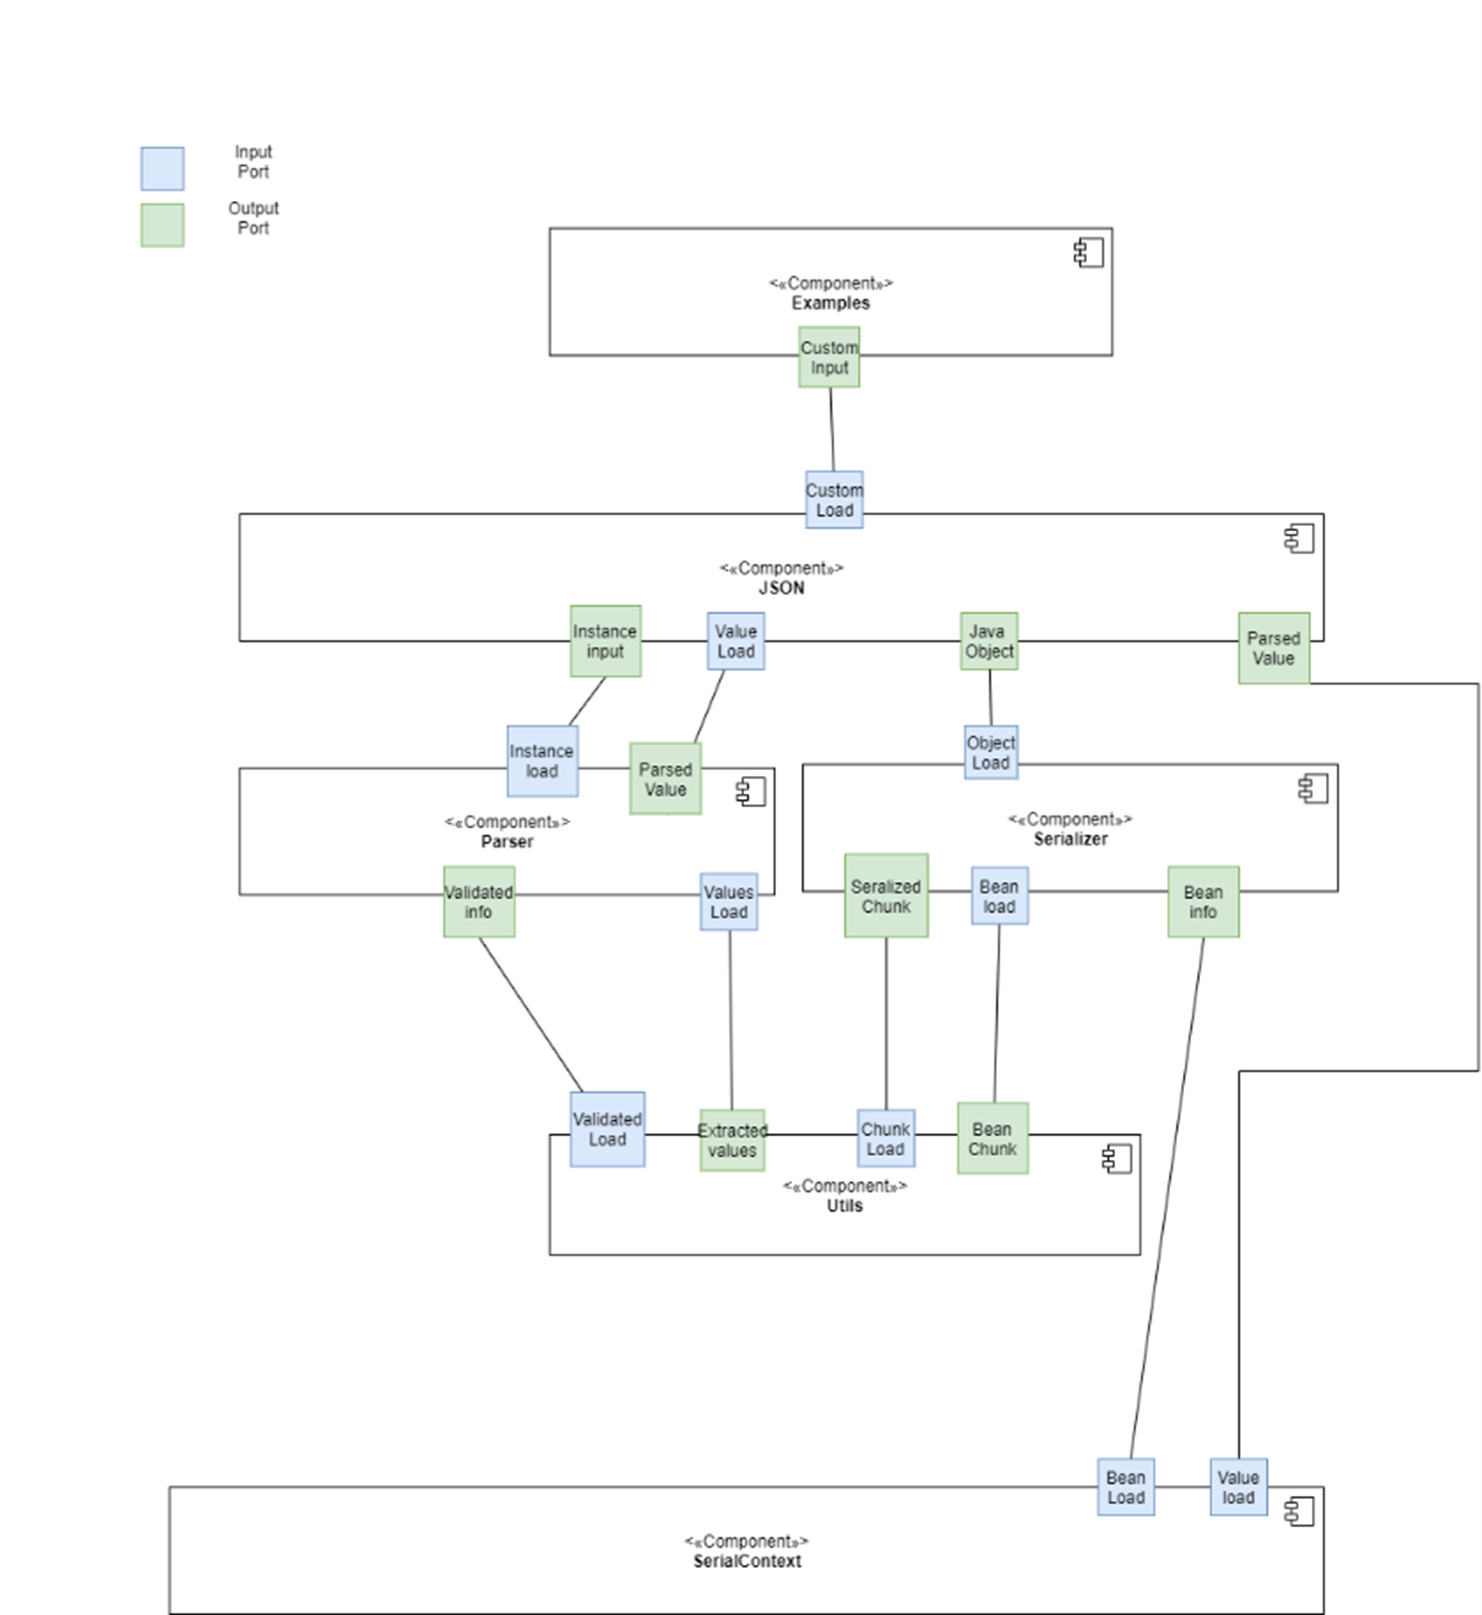 Input
Port
Output
Port
<«Component»>
Examples
Custom
Input
Custom
Load
<«Component»>
JSON
Instance
input
Value
Load
Java
Object
Parsed
Value
Instance
load
Parsed
Value
Object
Load
<«Component»>
Parser
<«Component»>
Serializer
Validated
info
Values
Load
Seralized
Chunk
Bean
load
Bean
info
Validated
Load
Extracted
values
Chunk
Load
Bean
Chunk
<«Component»>
Utils
Bean
Load
Value
load
<«Component»>
SerialContext